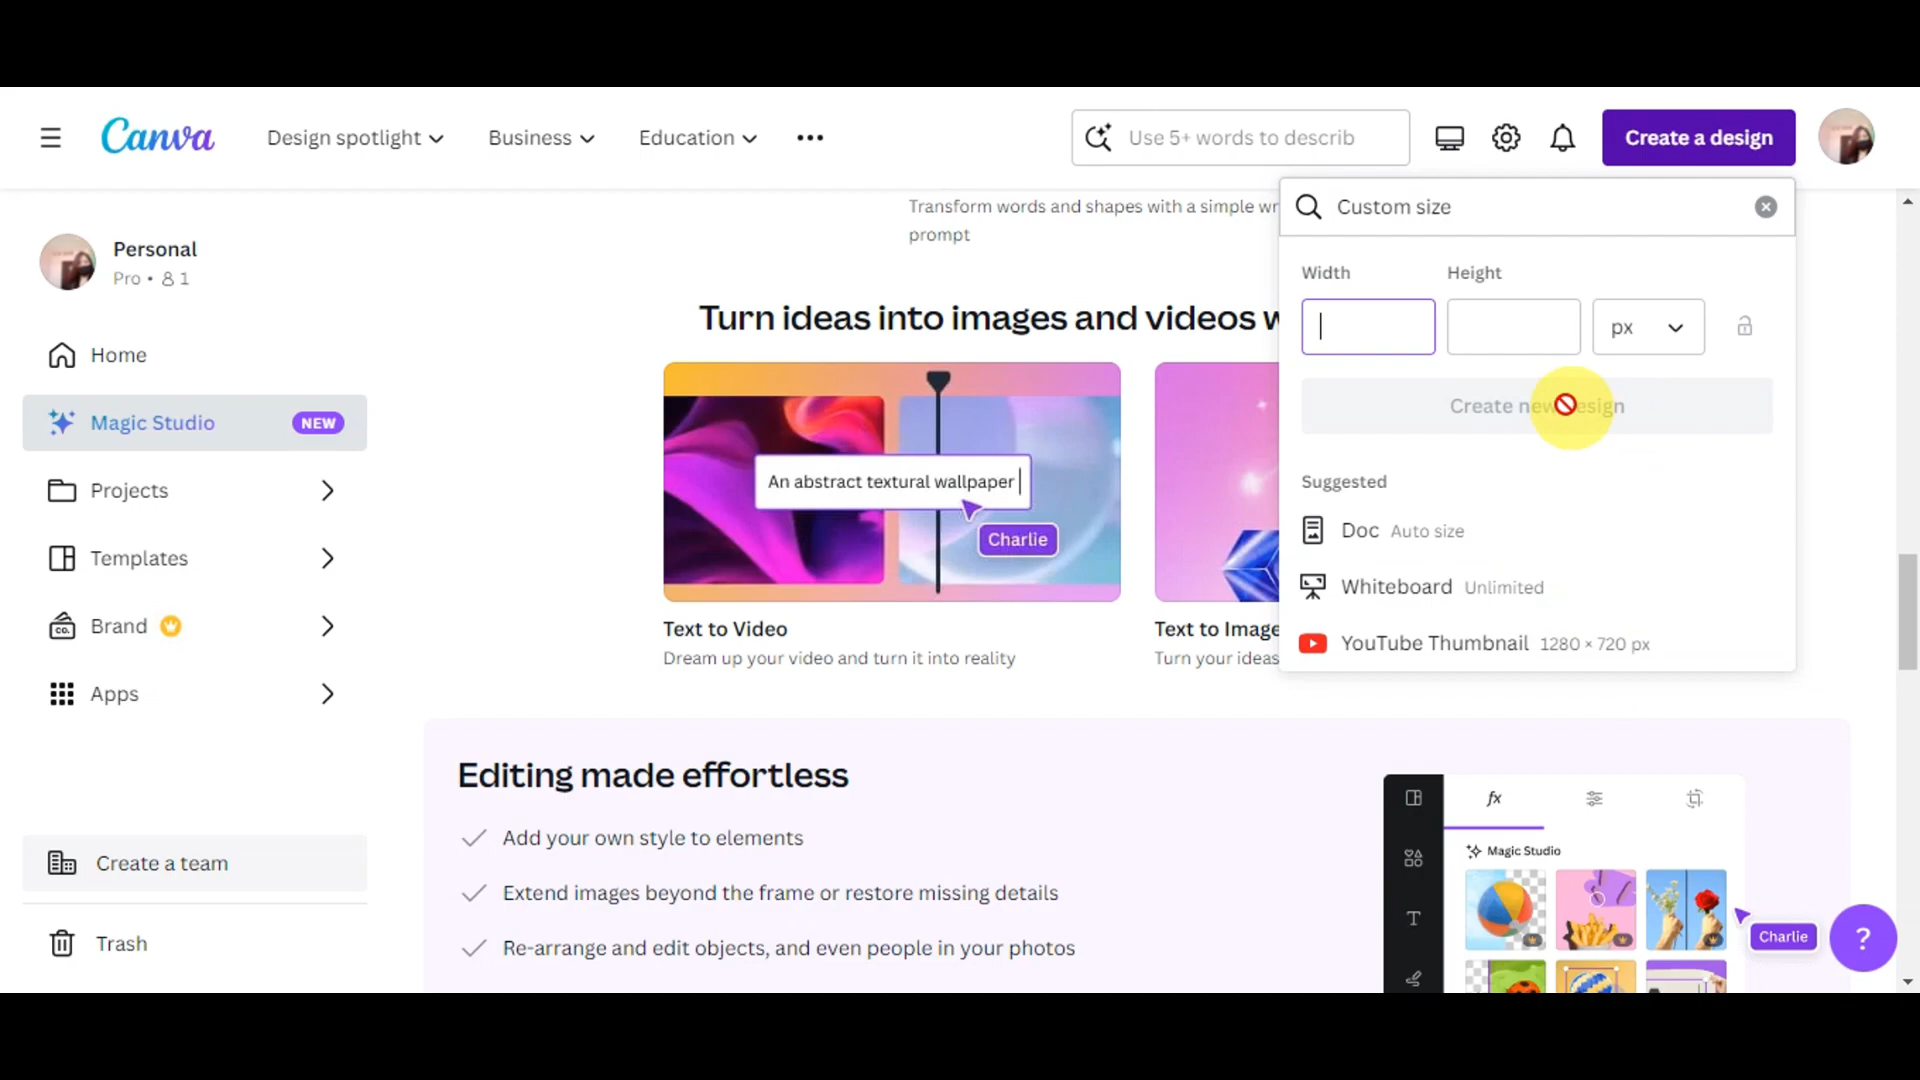 Canva
Design spotlight
Business
Education
Use 5+ words to describ
Create a design
Personal
Pro • 1
Home
Magic Studio
NEW
Projects
Templates
Brand
CO.
Apps
Create a team
Trash
Transform words and shapes with a simple wr
prompt
Turn ideas into images and videos w
An abstract textural wallpaper
Charlie
Text to Video
Dream up your video and turn it into reality
Text to Image
Turn your ideas
Custom size
Width
Height
px
Create new design
Suggested
Doc Auto size
Whiteboard Unlimited
YouTube Thumbnail 1280 × 720 px
Editing made effortless
Add your own style to elements
Extend images beyond the frame or restore missing details
Re-arrange and edit objects, and even people in your photos
fx
Magic Studio
T
Charlie
?